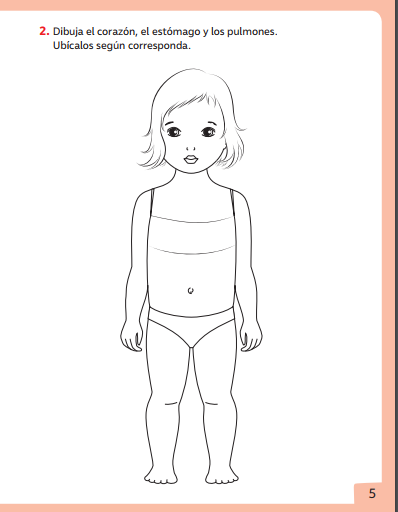 2. Dibuja el corazón, el estómago y los pulmones.
Ubícalos según corresponda.
5